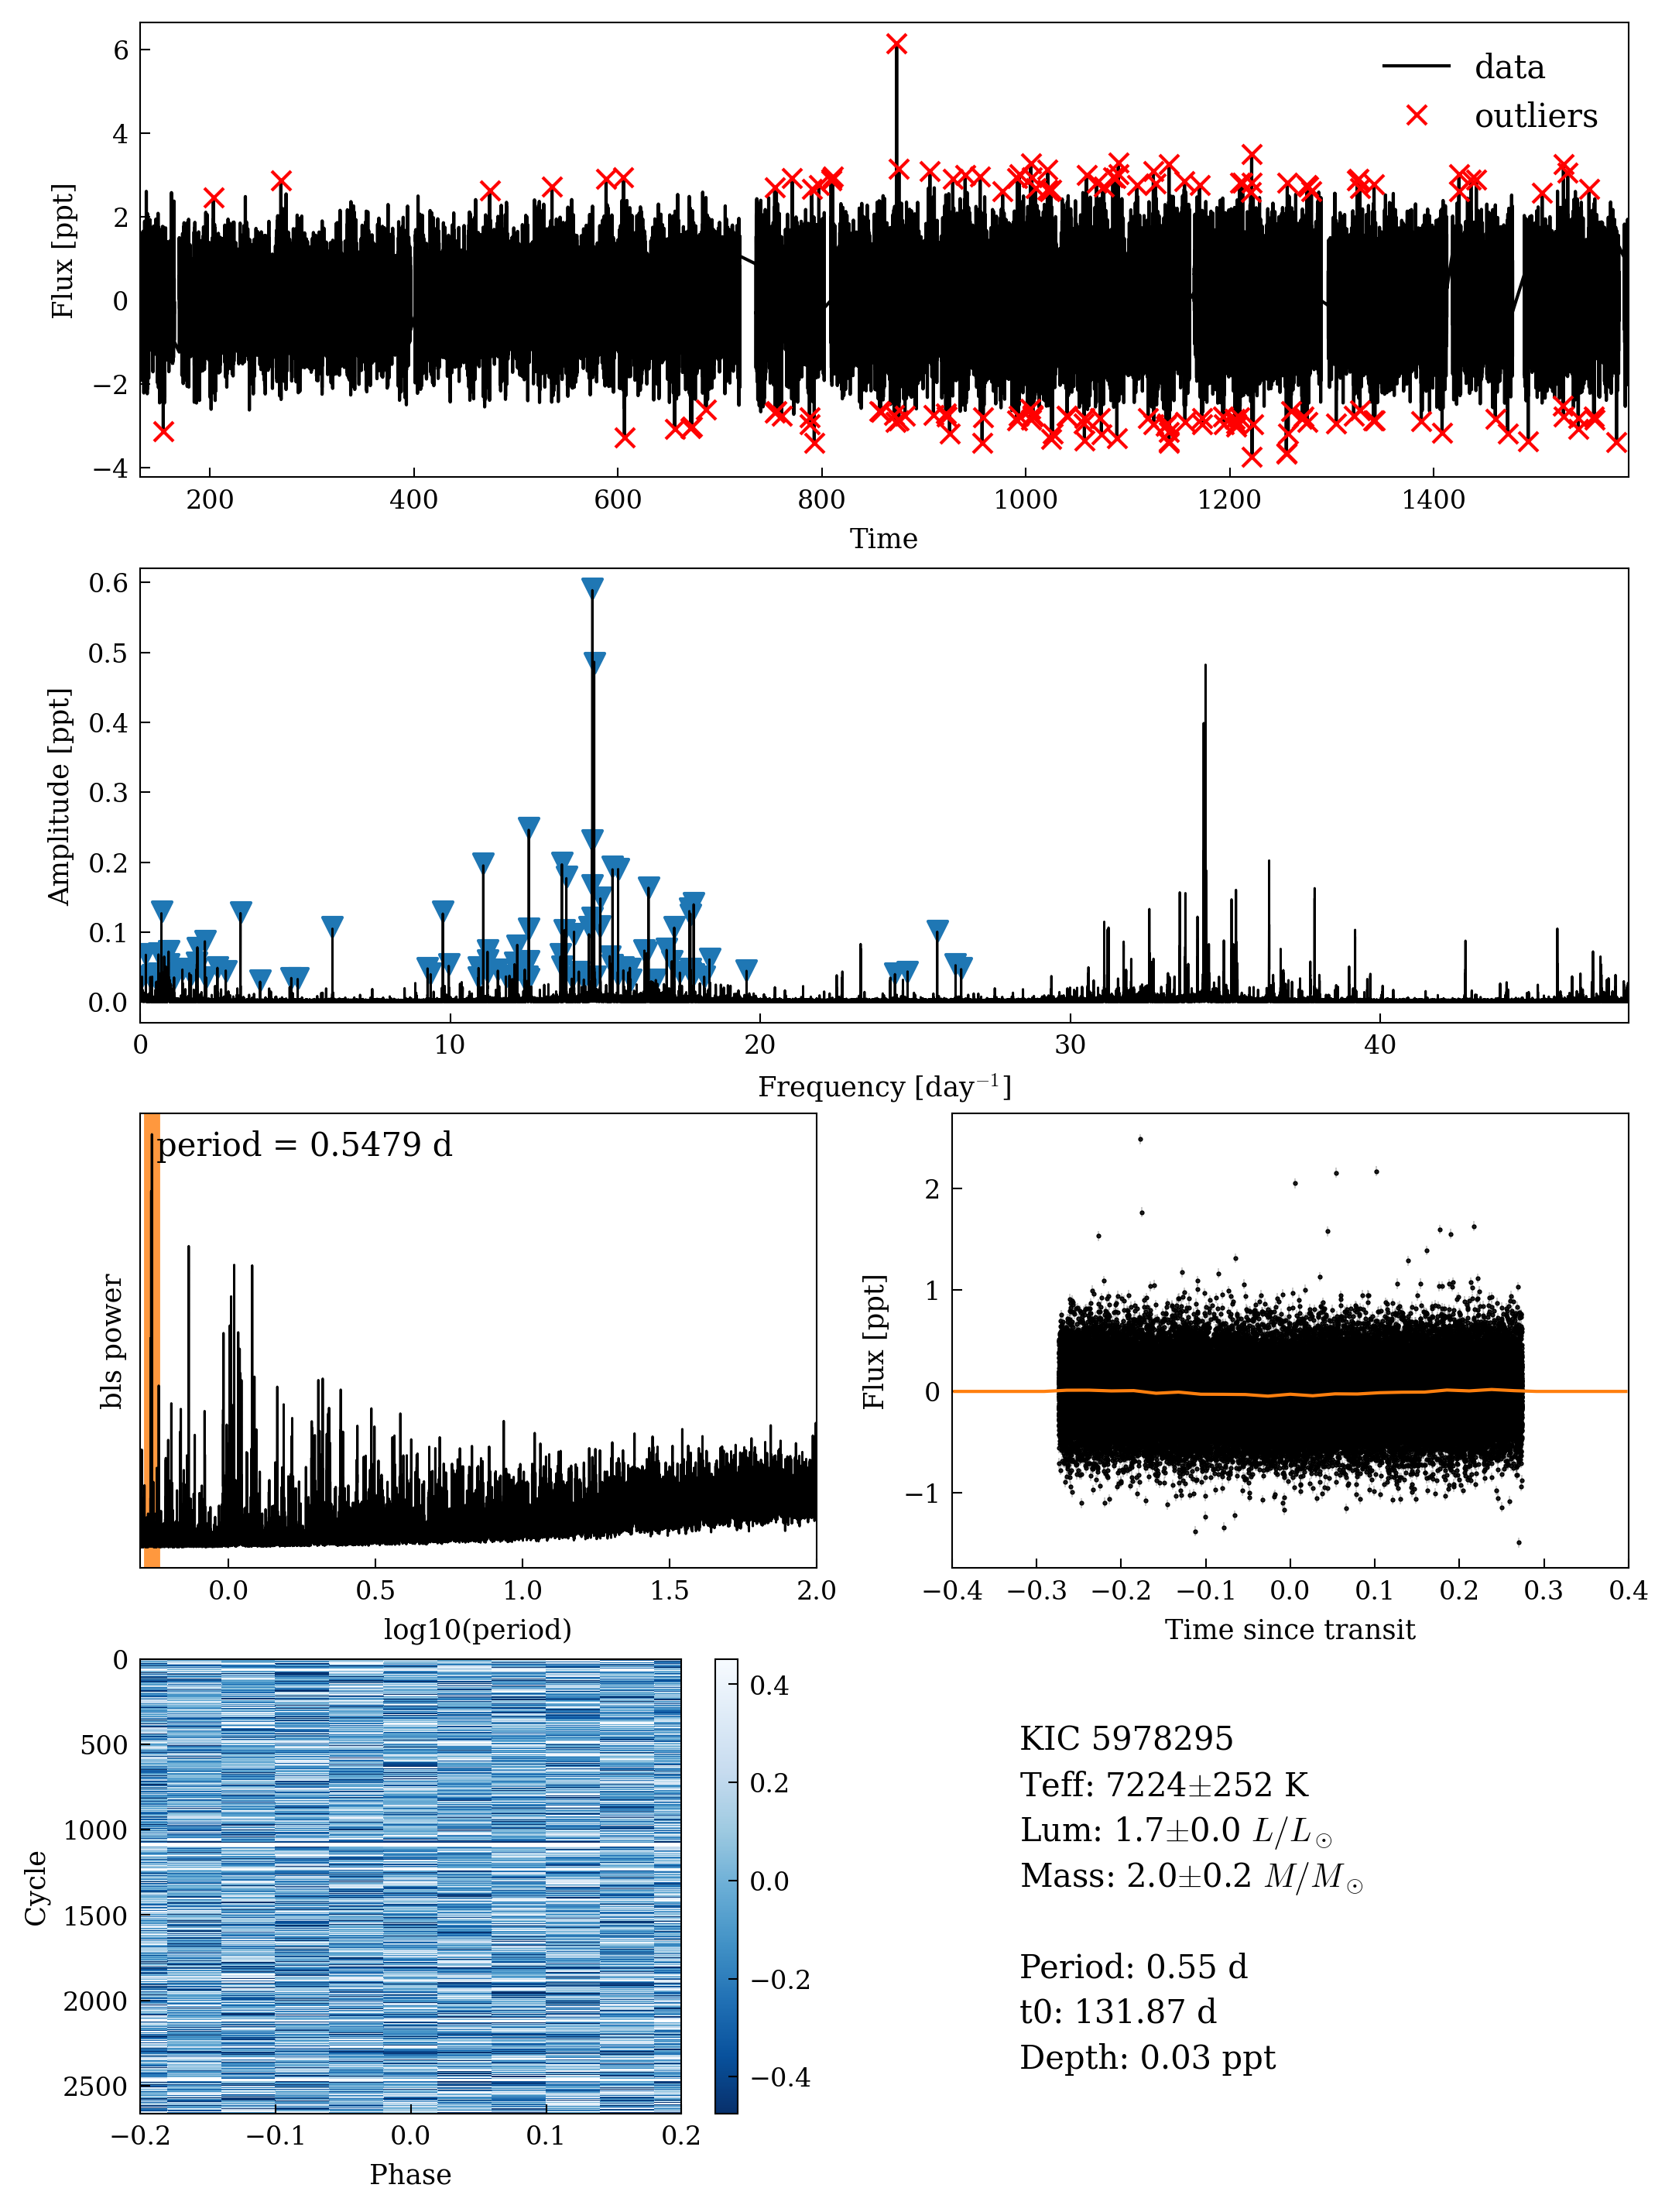 6
4
2
0
−2
−4
Flux [ppt]
data
outliers
200
400
600
800
1000
1200
1400
Time
0.6
0.5
0.4
0.3
0.2
0.1
0.0
Amplitude [ppt]
0
10
20
30
40
Frequency [day⁻¹]
period = 0.5479 d
bls power
0.0
0.5
1.0
1.5
2.0
log10(period)
2
1
0
−1
Flux [ppt]
−0.4
−0.3
−0.2
−0.1
0.0
0.1
0.2
0.3
0.4
Time since transit
0
500
1000
1500
2000
2500
Cycle
−0.2
−0.1
0.0
0.1
0.2
Phase
0.4
0.2
0.0
−0.2
−0.4
KIC 5978295
Teff: 7224±252 K
Lum: 1.7±0.0 L/L☉
Mass: 2.0±0.2 M/M☉
Period: 0.55 d
t0: 131.87 d
Depth: 0.03 ppt